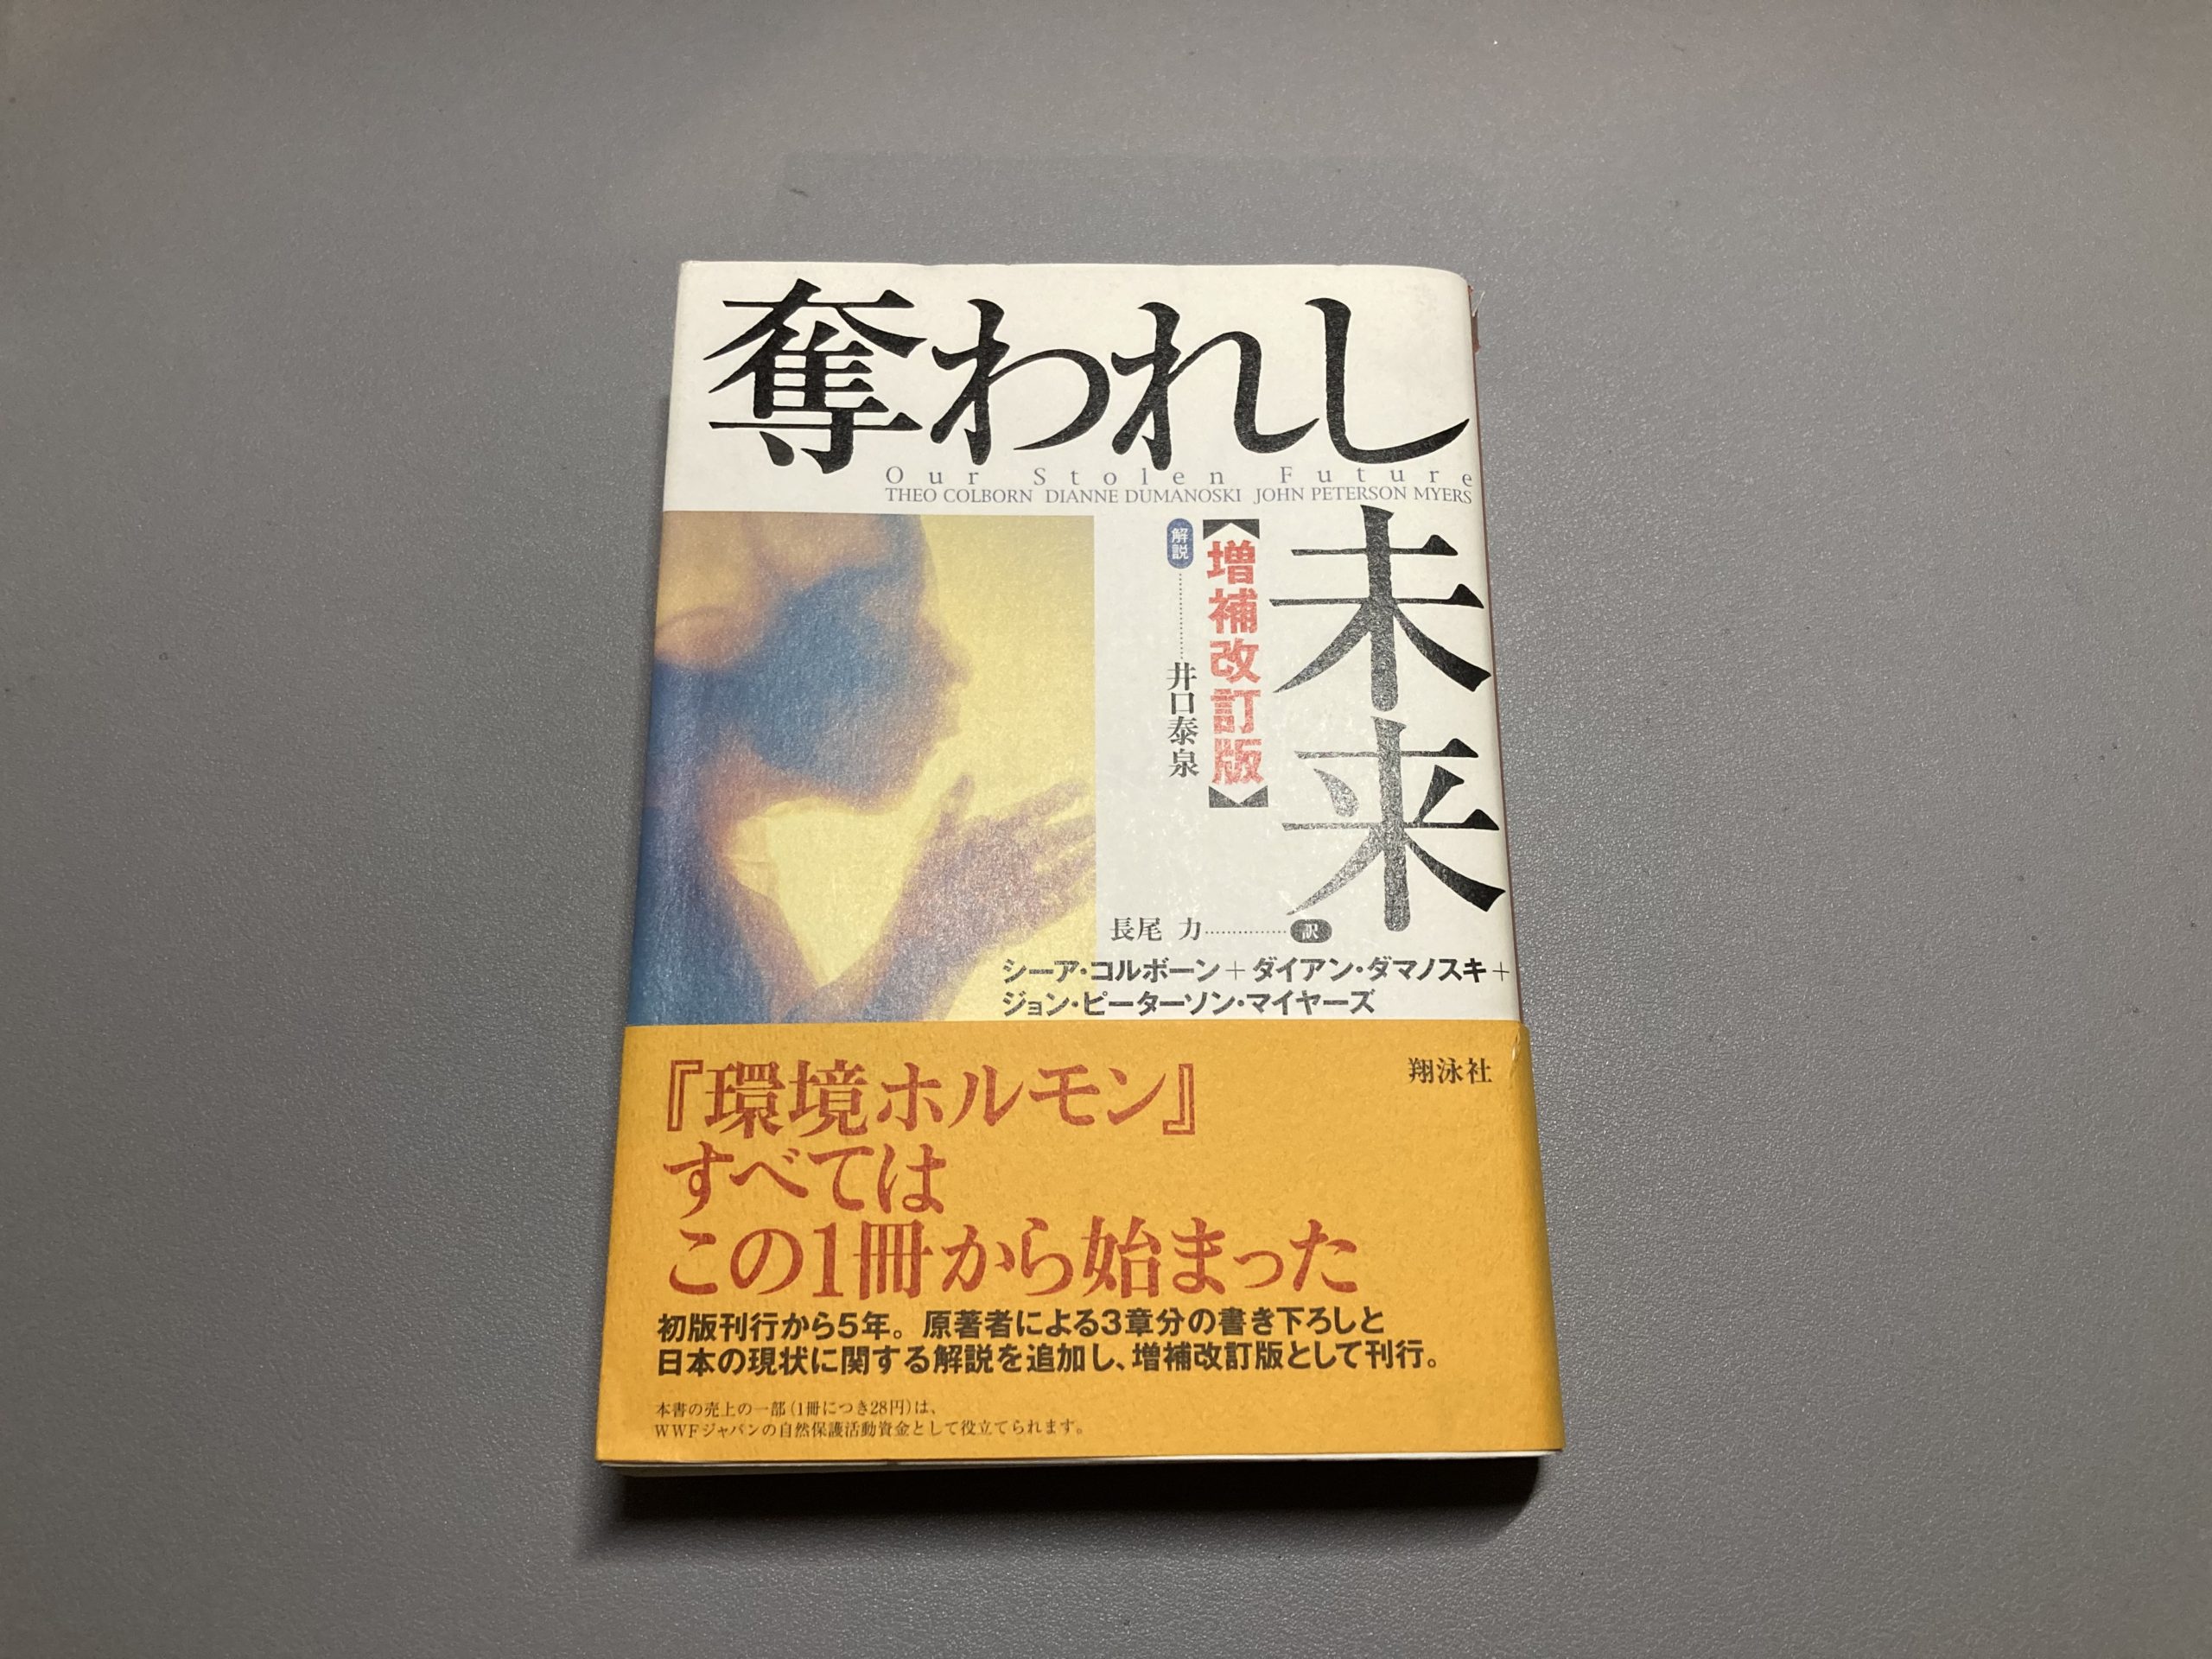 奪われし
Our Stolen Future
THEO COLBORN DIANNE DUMANOSKI JOHN PETERSON MYERS
未来
【増補改訂版】
解説………井口泰泉
長尾 力………訳
シーア・コルボーン+ダイアン・ダマノスキ+
ジョン・ピーターソン・マイヤーズ
翔泳社
『環境ホルモン』
すべては
この1冊から始まった
初版刊行から5年。原著者による3章分の書き下ろしと
日本の現状に関する解説を追加し、増補改訂版として刊行。
本書の売上の一部(1冊につき28円)は、
WWFジャパンの自然保護活動資金として役立てられます。